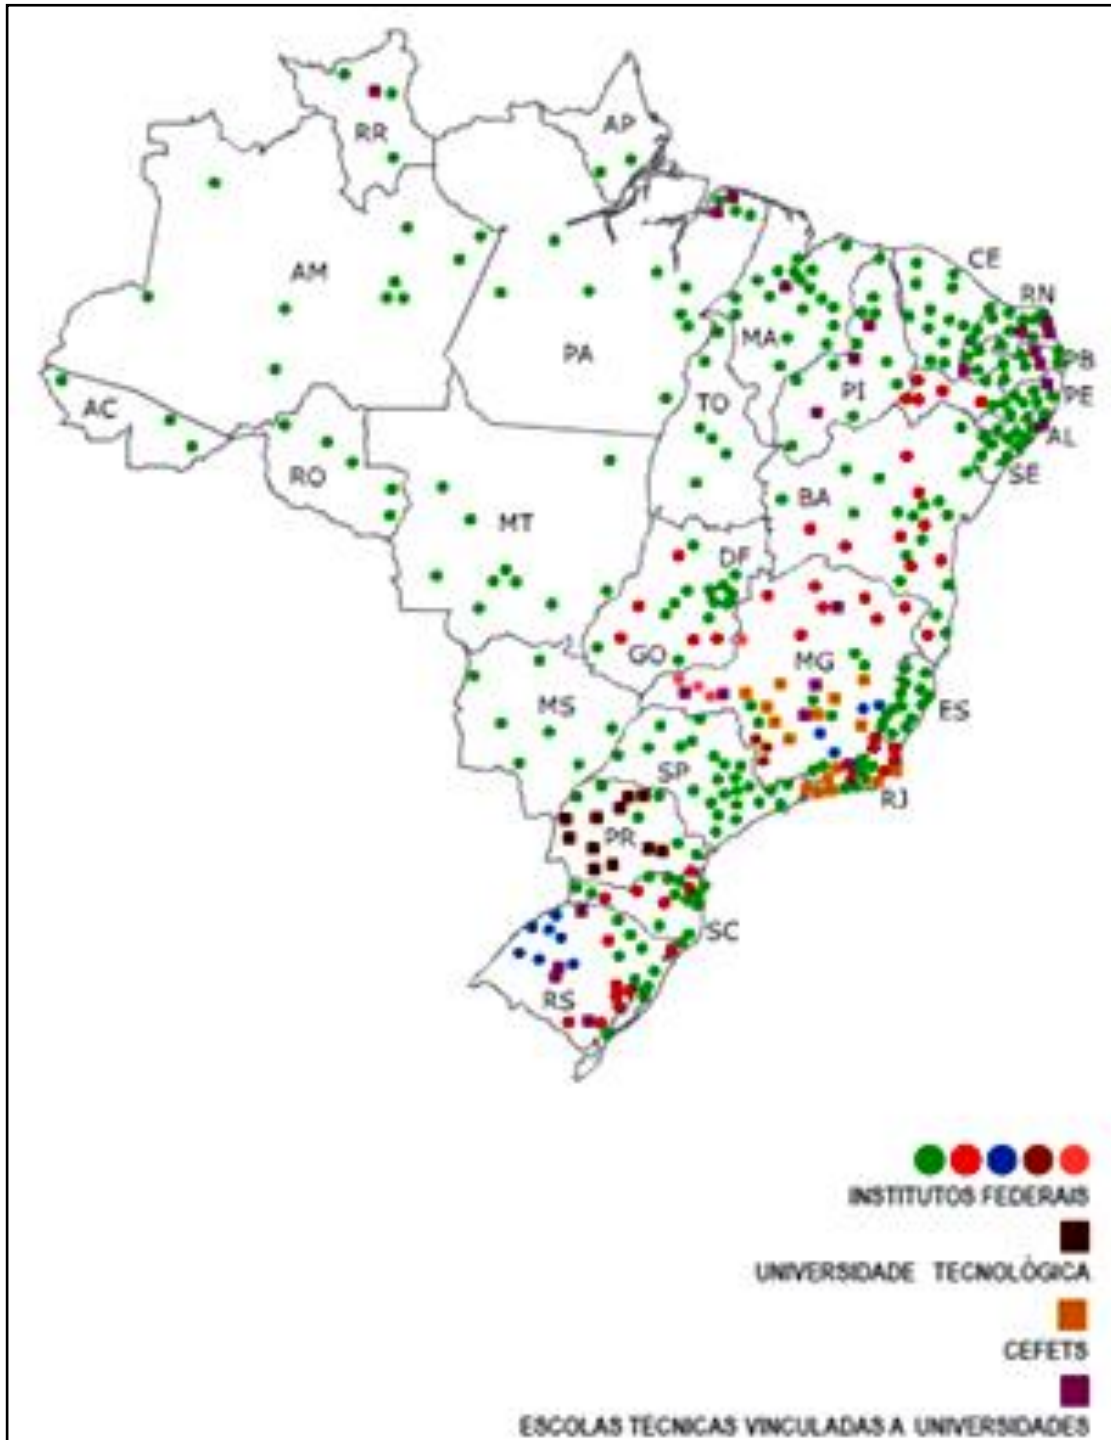 AP
RR
CE
AM
RN
MA
PA
PB
PI
PE
TO
AC
AL
SE
RO
BA
MT
DF
GO
MG
MS
ES
SP
RJ
PR
SC
RS
INSTITUTOS FEDERAIS
UNIVERSIDADE TECNOLÓGICA
CEFETS
ESCOLAS TÉCNICAS VINCULADAS A UNIVERSIDADES